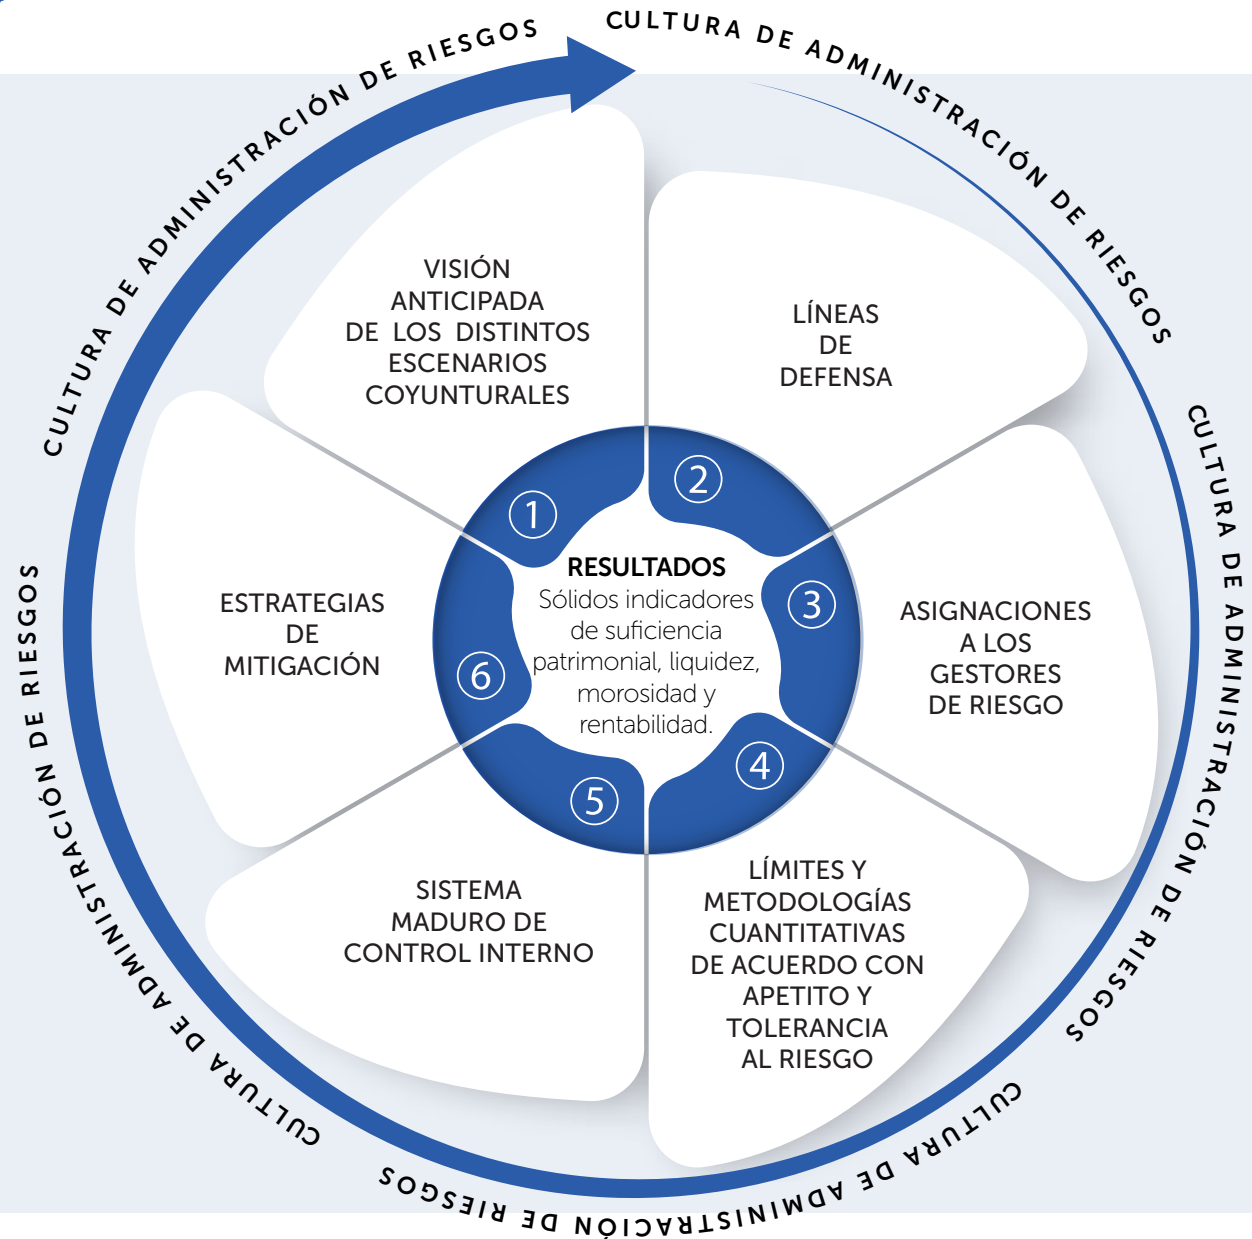 CULTURA DE ADMINISTRACIÓN DE RIESGOS
CULTURA DE ADMINISTRACIÓN DE RIESGOS
CULTURA DE ADMINISTRACIÓN DE RIESGOS
CULTURA DE ADMINISTRACIÓN DE RIESGOS
CULTURA DE ADMINISTRACIÓN DE RIESGOS
1
VISIÓN
ANTICIPADA
DE LOS DISTINTOS
ESCENARIOS
COYUNTURALES
2
LÍNEAS
DE
DEFENSA
3
ASIGNACIONES
A LOS
GESTORES
DE RIESGO
4
LÍMITES Y
METODOLOGÍAS
CUANTITATIVAS
DE ACUERDO CON
APETITO Y
TOLERANCIA
AL RIESGO
5
SISTEMA
MADURO DE
CONTROL INTERNO
6
ESTRATEGIAS
DE
MITIGACIÓN
RESULTADOS
Sólidos indicadores
de suficiencia
patrimonial, liquidez,
morosidad y
rentabilidad.